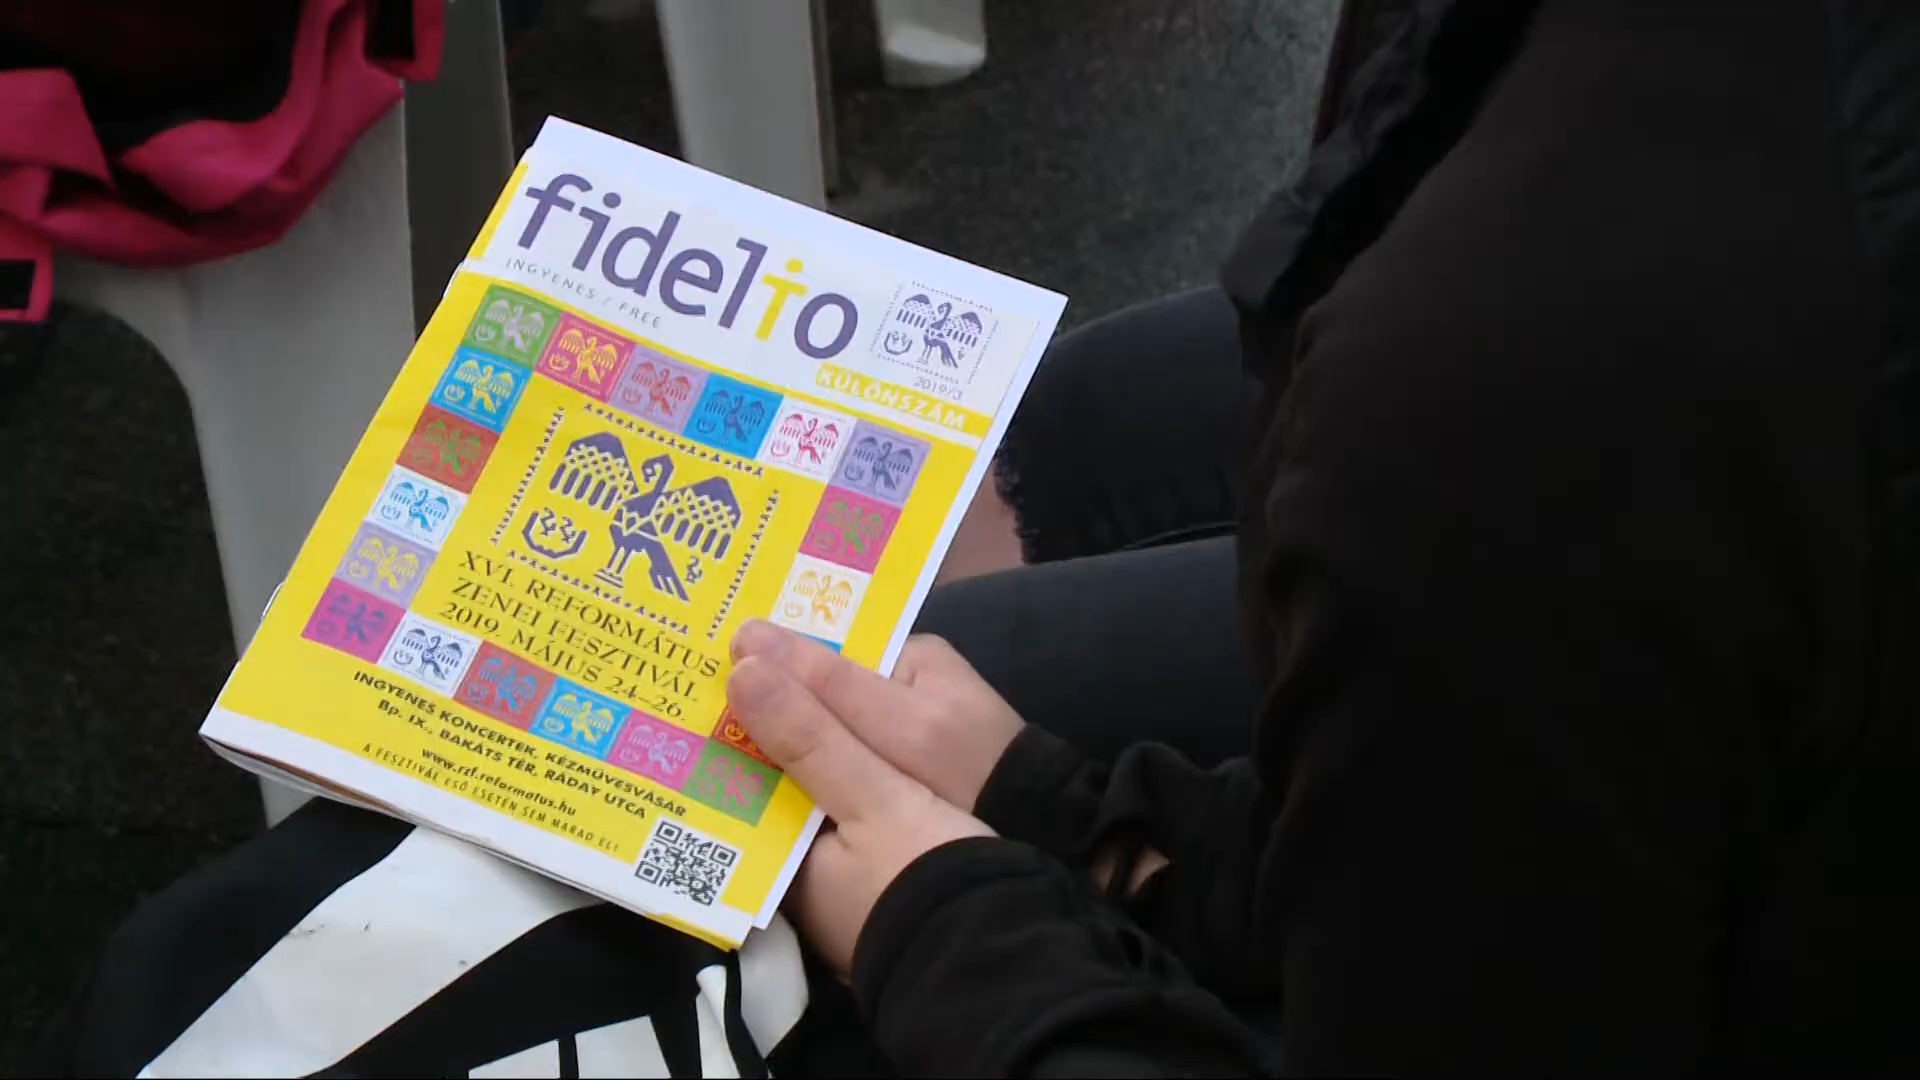 fidelio
INGYENES / FREE
2019/3
KÜLÖNSZÁM
XVI. REFORMÁTUS
ZENEI FESZTIVÁL
2019. MÁJUS 24-26.
INGYENES KONCERTEK, KÉZMŰVESVÁSÁR
Bp. IX., BAKÁTS TÉR, RÁDAY UTCA
www.rzf.reformatus.hu
A FESZTIVÁL ESŐ ESETÉN SEM MARAD EL!